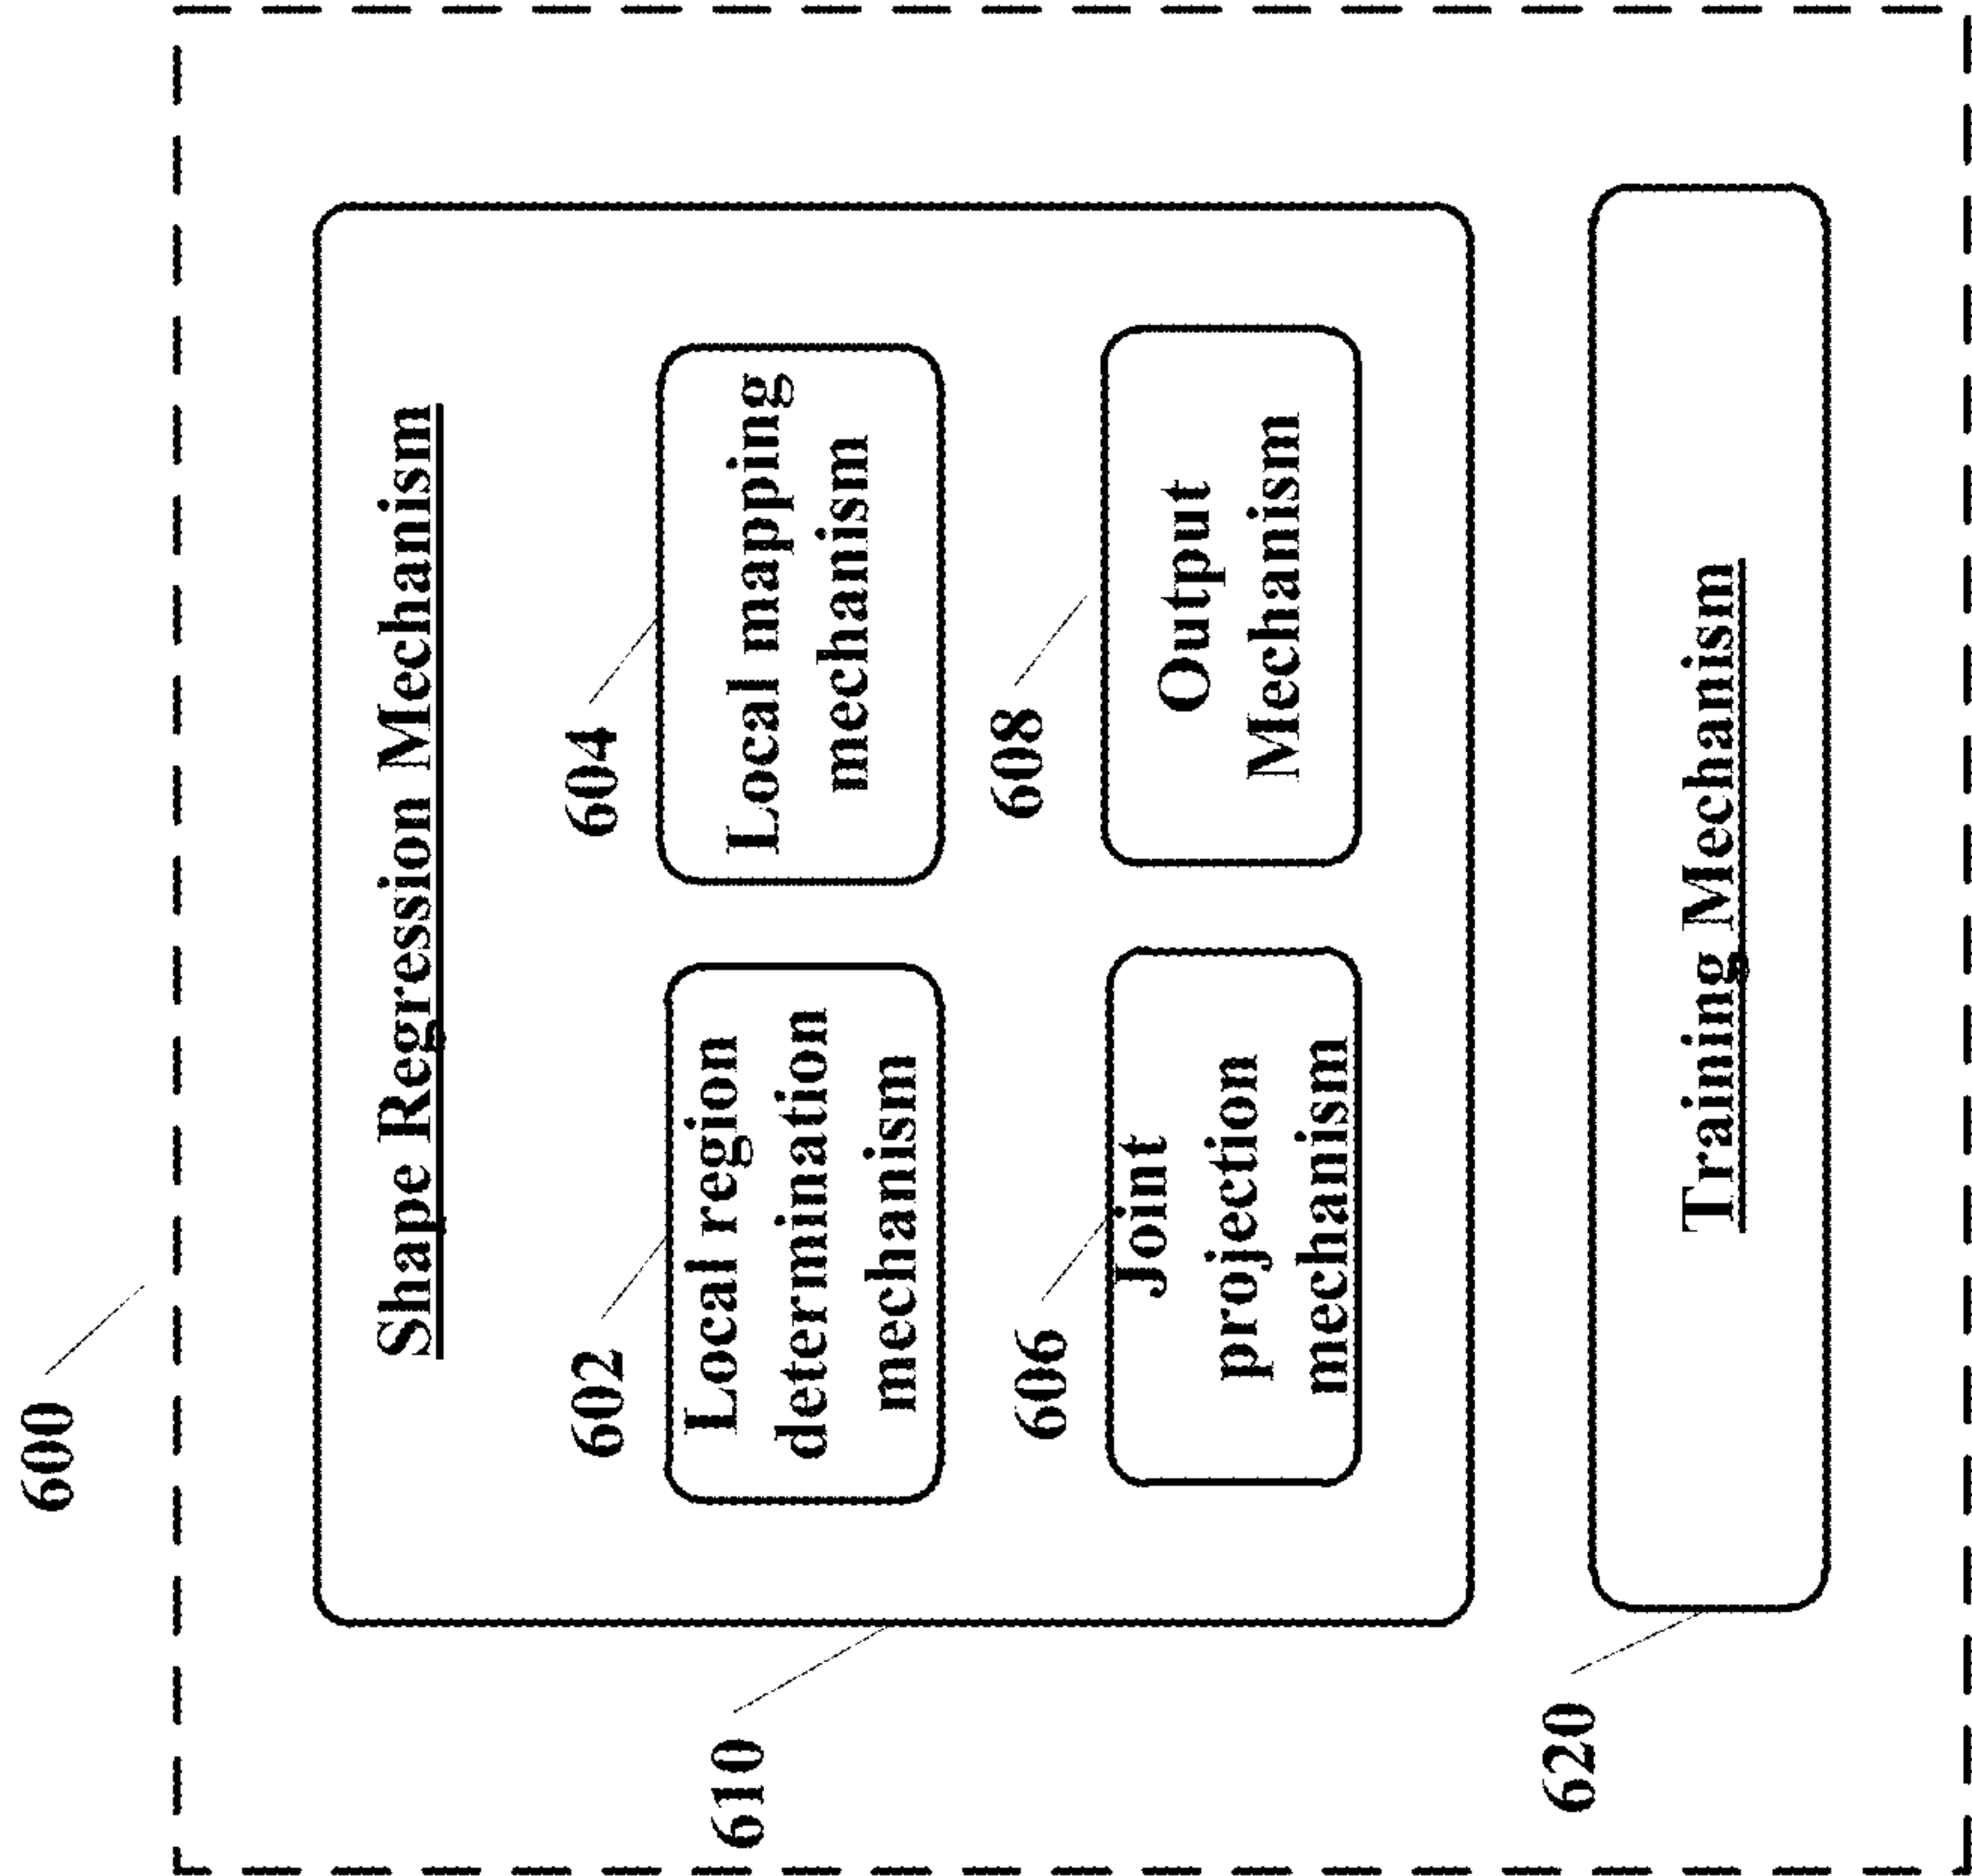 600
Shape Regression Mechanism
610
602
Local region
determination
mechanism
604
Local mapping
mechanism
606
Joint
projection
mechanism
608
Output
Mechanism
620
Training Mechanism